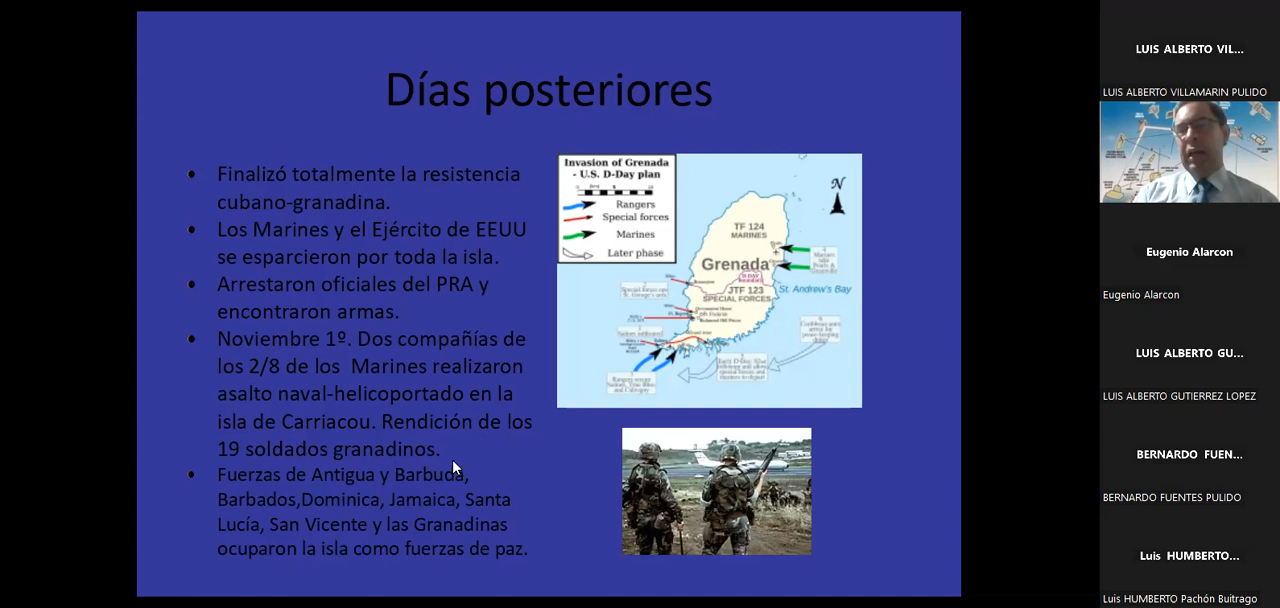 Días posteriores
• Finalizó totalmente la resistencia
cubano-granadina.
• Los Marines y el Ejército de EEUU
se esparcieron por toda la isla.
• Arrestaron oficiales del PRA y
encontraron armas.
• Noviembre 1º. Dos compañías de
los 2/8 de los Marines realizaron
asalto naval-helicoportado en la
isla de Carriacou. Rendición de los
19 soldados granadinos.
• Fuerzas de Antigua y Barbuda,
Barbados,Dominica, Jamaica, Santa
Lucía, San Vicente y las Granadinas
ocuparon la isla como fuerzas de paz.
Invasion of Grenada
- U.S. D-Day plan
Rangers
Special forces
Marines
Later phase
N
TF 124
MARINES
Grenada
JTF 123
SPECIAL FORCES
St. Andrew's Bay
LUIS ALBERTO VIL...
LUIS ALBERTO VILLAMARIN PULIDO
Eugenio Alarcon
Eugenio Alarcon
LUIS ALBERTO GU...
LUIS ALBERTO GUTIERREZ LOPEZ
BERNARDO FUEN...
BERNARDO FUENTES PULIDO
Luis HUMBERTO...
Luis HUMBERTO Pachón Buitrago